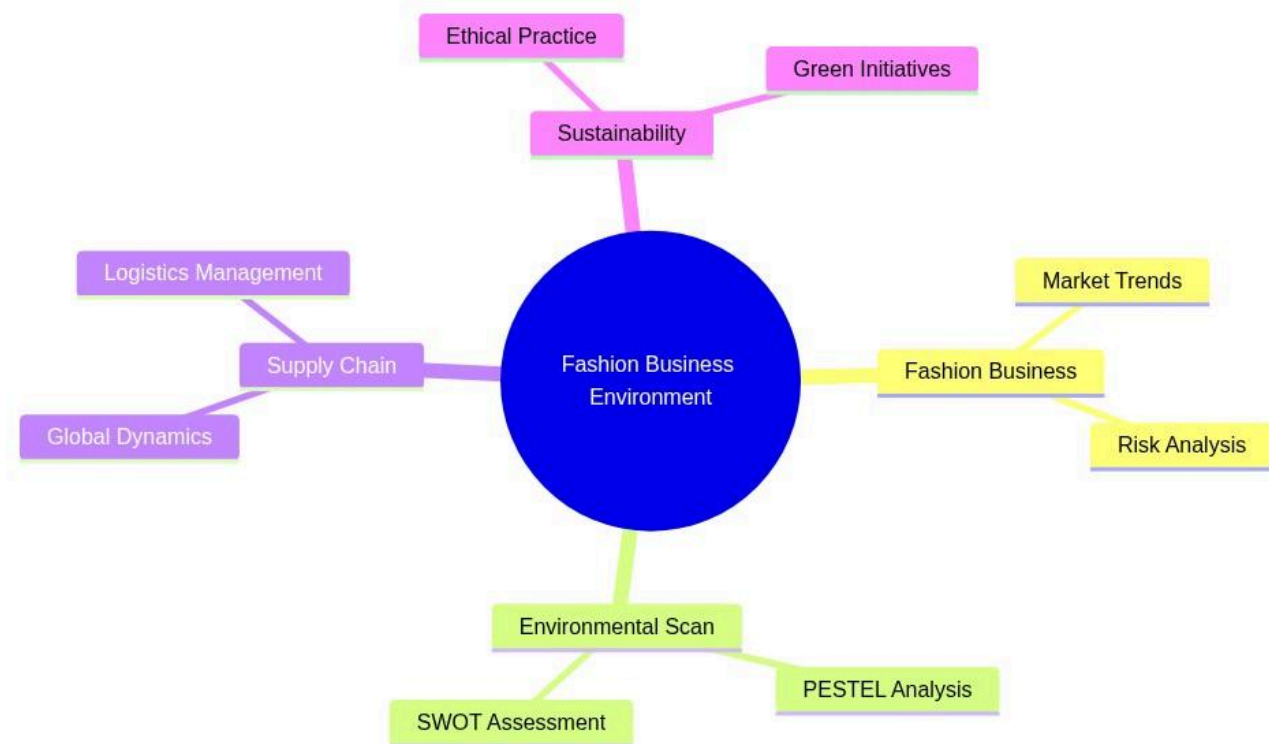 Ethical Practice
Green Initiatives
Sustainability
Logistics Management
Supply Chain
Global Dynamics
Fashion Business
Environment
Market Trends
Fashion Business
Risk Analysis
Environmental Scan
PESTEL Analysis
SWOT Assessment